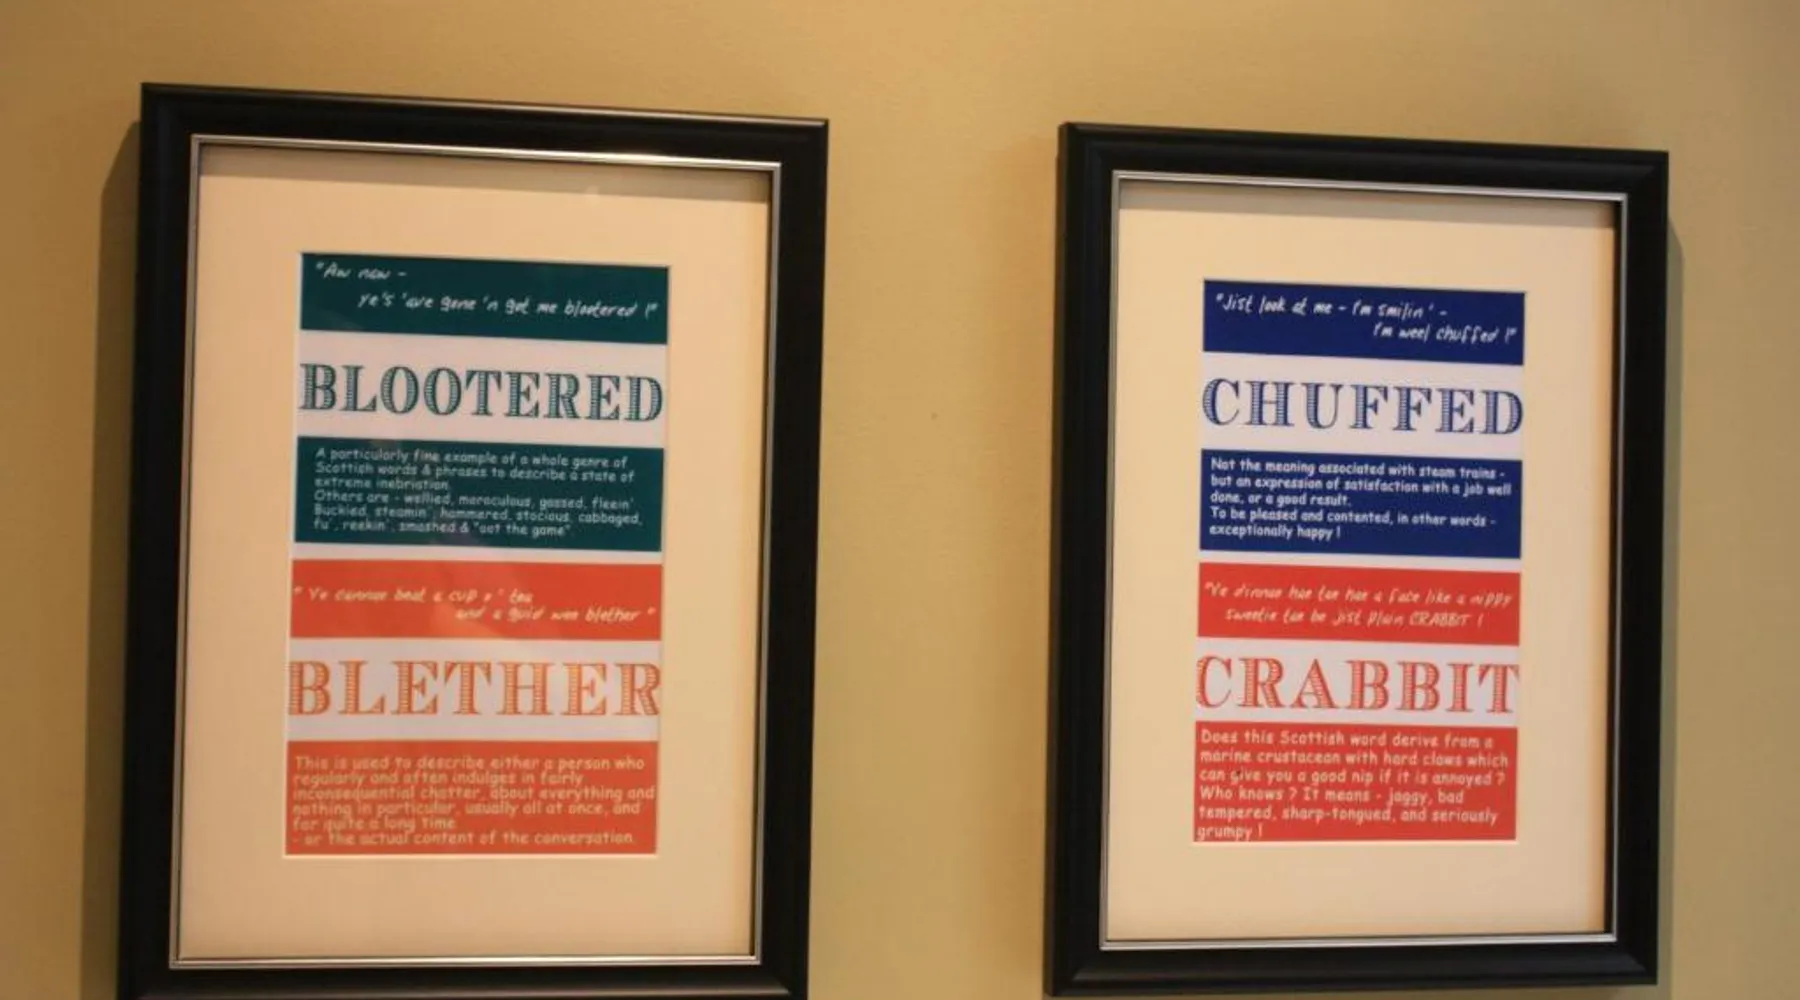 "Aw naw -
ye's 'ave gone 'n got me blootered !"
BLOOTERED
A particularly fine example of a whole genre of
Scottish words & phrases to describe a state of
extreme inebriation.
Others are - wellied, meraculous, gassed, fleein',
Buckied, steamin', hammered, stocious, cabbaged,
fu', reekin', smashed & "oot the game"
"Ye cannae beat a cup o' tea
and a guid wee blether"
BLETHER
This is used to describe either a person who
regularly and often indulges in fairly
inconsequential chatter, about everything and
nothing in particular, usually all at once, and
for quite a long time
- or the actual content of the conversation.
"Jist look at me - I'm smilin' -
I'm weel chuffed !"
CHUFFED
Not the meaning associated with steam trains -
but an expression of satisfaction with a job well
done, or a good result.
To be pleased and contented, in other words -
exceptionally happy !
"Ye dinnae hae tae hae a face like a nippy
sweetie tae be jist plain CRABBIT !
CRABBIT
Does this Scottish word derive from a
marine crustacean with hard claws which
can give you a good nip if it is annoyed ?
Who knows ? It means - jaggy, bad
tempered, sharp-tongued, and seriously
grumpy !